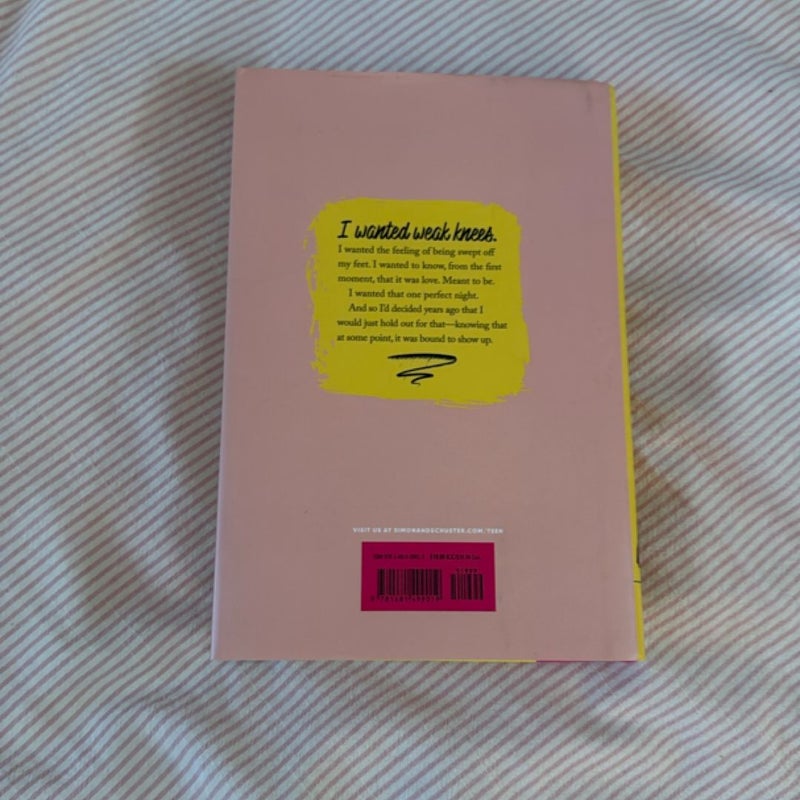 I wanted weak knees.
I wanted the feeling of being swept off
my feet. I wanted to know, from the first
moment, that it was love. Meant to be.
I wanted that one perfect night.
And so I'd decided years ago that I
would just hold out for that—knowing that
at some point, it was bound to show up.
VISIT US AT SIMONANDSCHUSTER.COM/TEEN